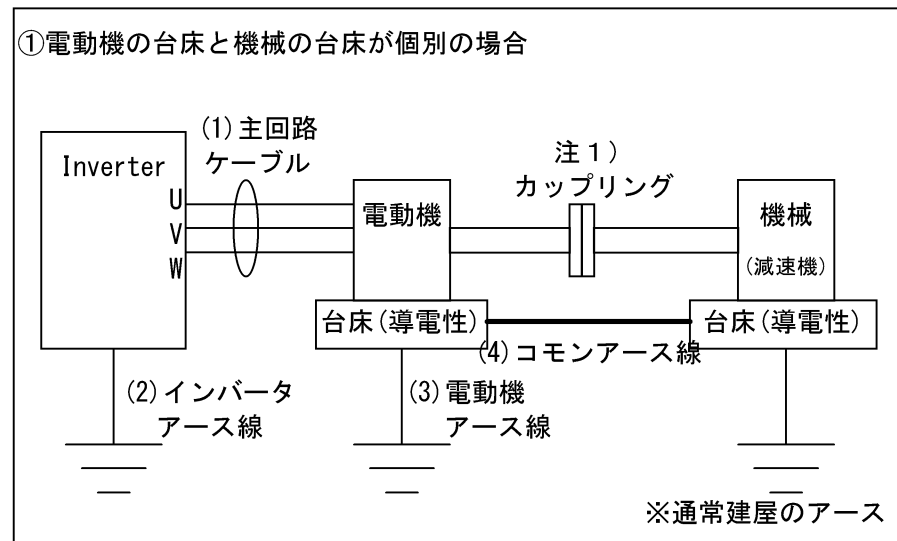 ①電動機の台床と機械の台床が個別の場合
(1)主回路
ケーブル
Inverter
U
V
W
電動機
注１）
カップリング
機械
(減速機)
台床(導電性)
台床(導電性)
(4)コモンアース線
(2)インバータ
アース線
(3)電動機
アース線
※通常建屋のアース